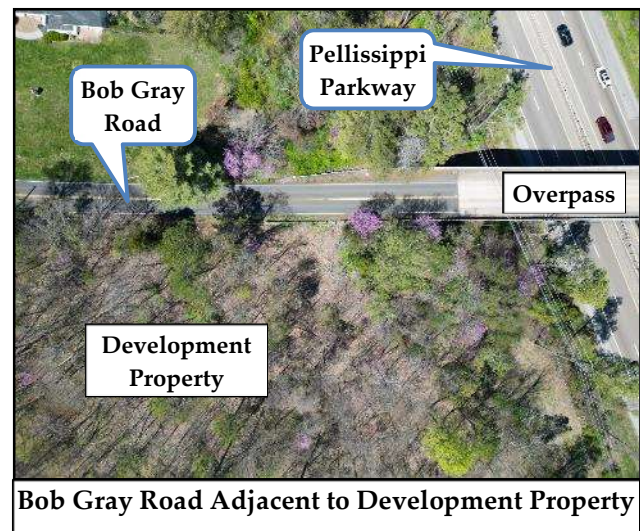 Pellissippi
Parkway
Bob Gray
Road
Overpass
Development
Property
Bob Gray Road Adjacent to Development Property